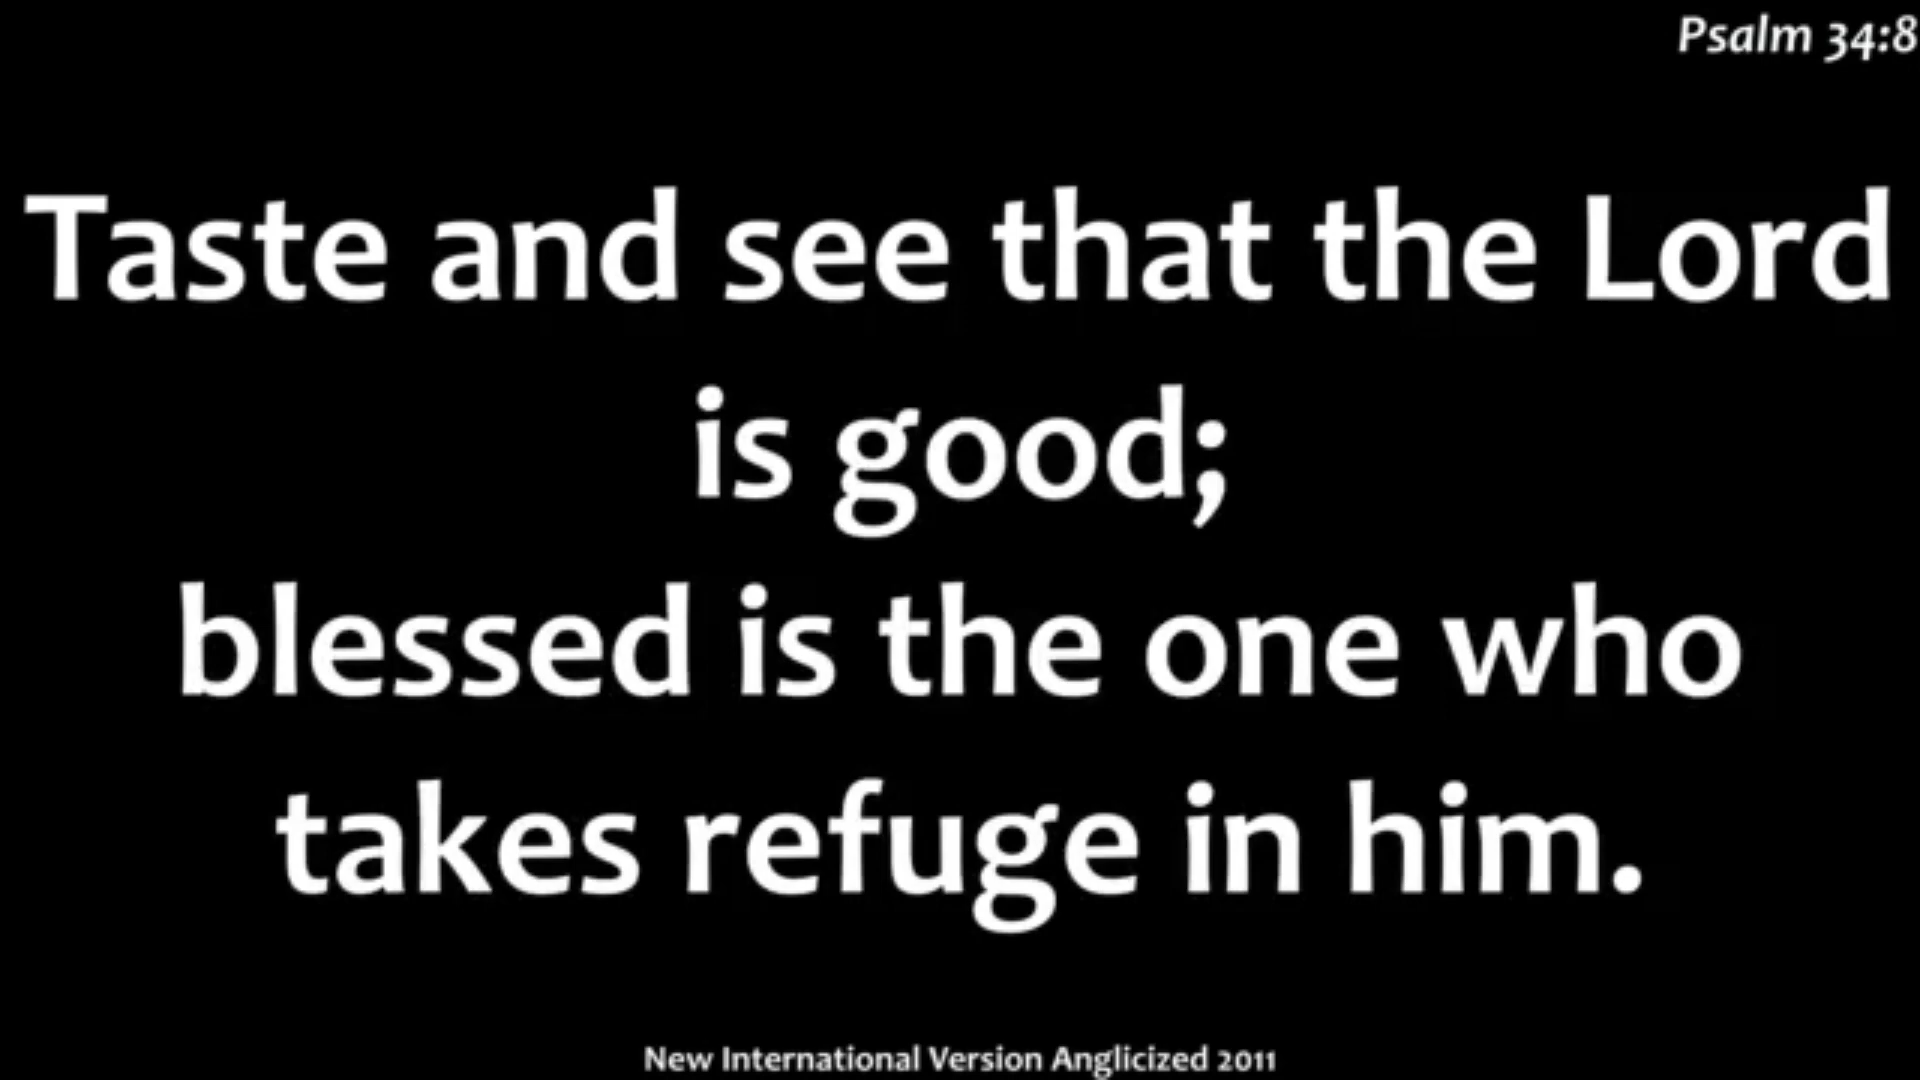 Psalm 34:8
Taste and see that the Lord
is good;
blessed is the one who
takes refuge in him.
New International Version Anglicized 2011